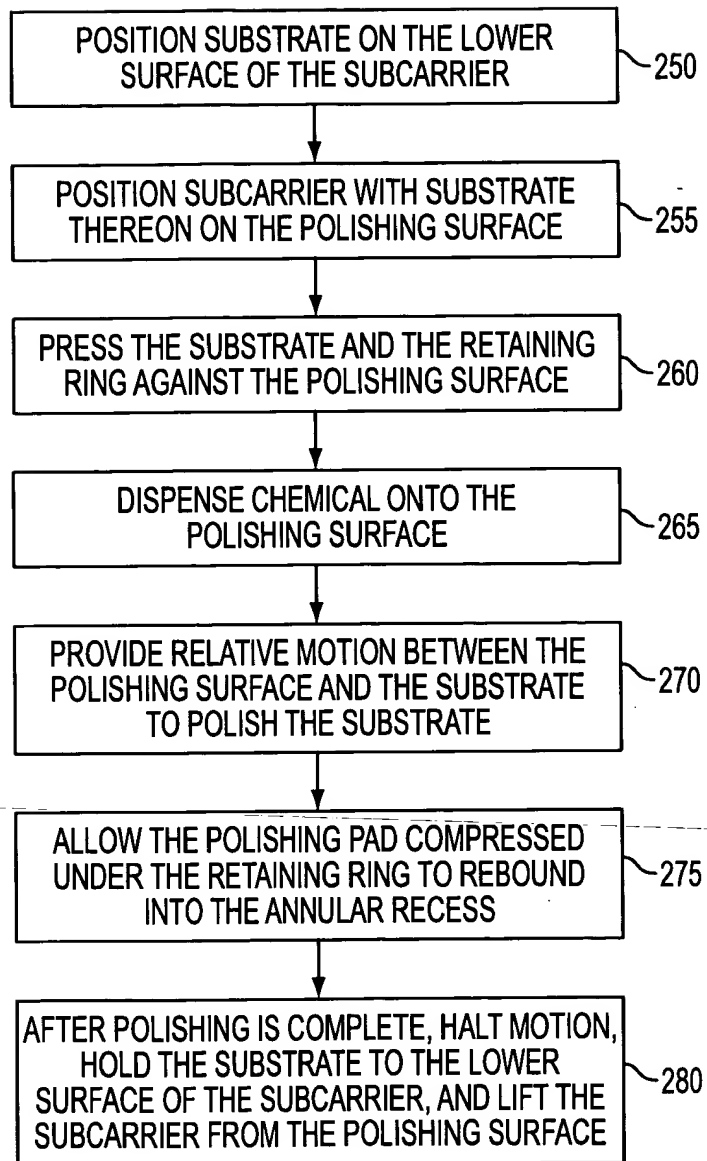 POSITION SUBSTRATE ON THE LOWER
SURFACE OF THE SUBCARRIER
250
POSITION SUBCARRIER WITH SUBSTRATE
THEREON ON THE POLISHING SURFACE
255
PRESS THE SUBSTRATE AND THE RETAINING
RING AGAINST THE POLISHING SURFACE
260
DISPENSE CHEMICAL ONTO THE
POLISHING SURFACE
265
PROVIDE RELATIVE MOTION BETWEEN THE
POLISHING SURFACE AND THE SUBSTRATE
TO POLISH THE SUBSTRATE
270
ALLOW THE POLISHING PAD COMPRESSED
UNDER THE RETAINING RING TO REBOUND
INTO THE ANNULAR RECESS
275
AFTER POLISHING IS COMPLETE, HALT MOTION,
HOLD THE SUBSTRATE TO THE LOWER
SURFACE OF THE SUBCARRIER, AND LIFT THE
SUBCARRIER FROM THE POLISHING SURFACE
280